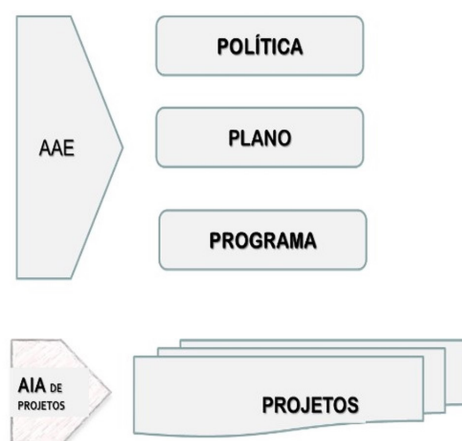 POLÍTICA
AAE
PLANO
PROGRAMA
AIA DE
PROJETOS
PROJETOS